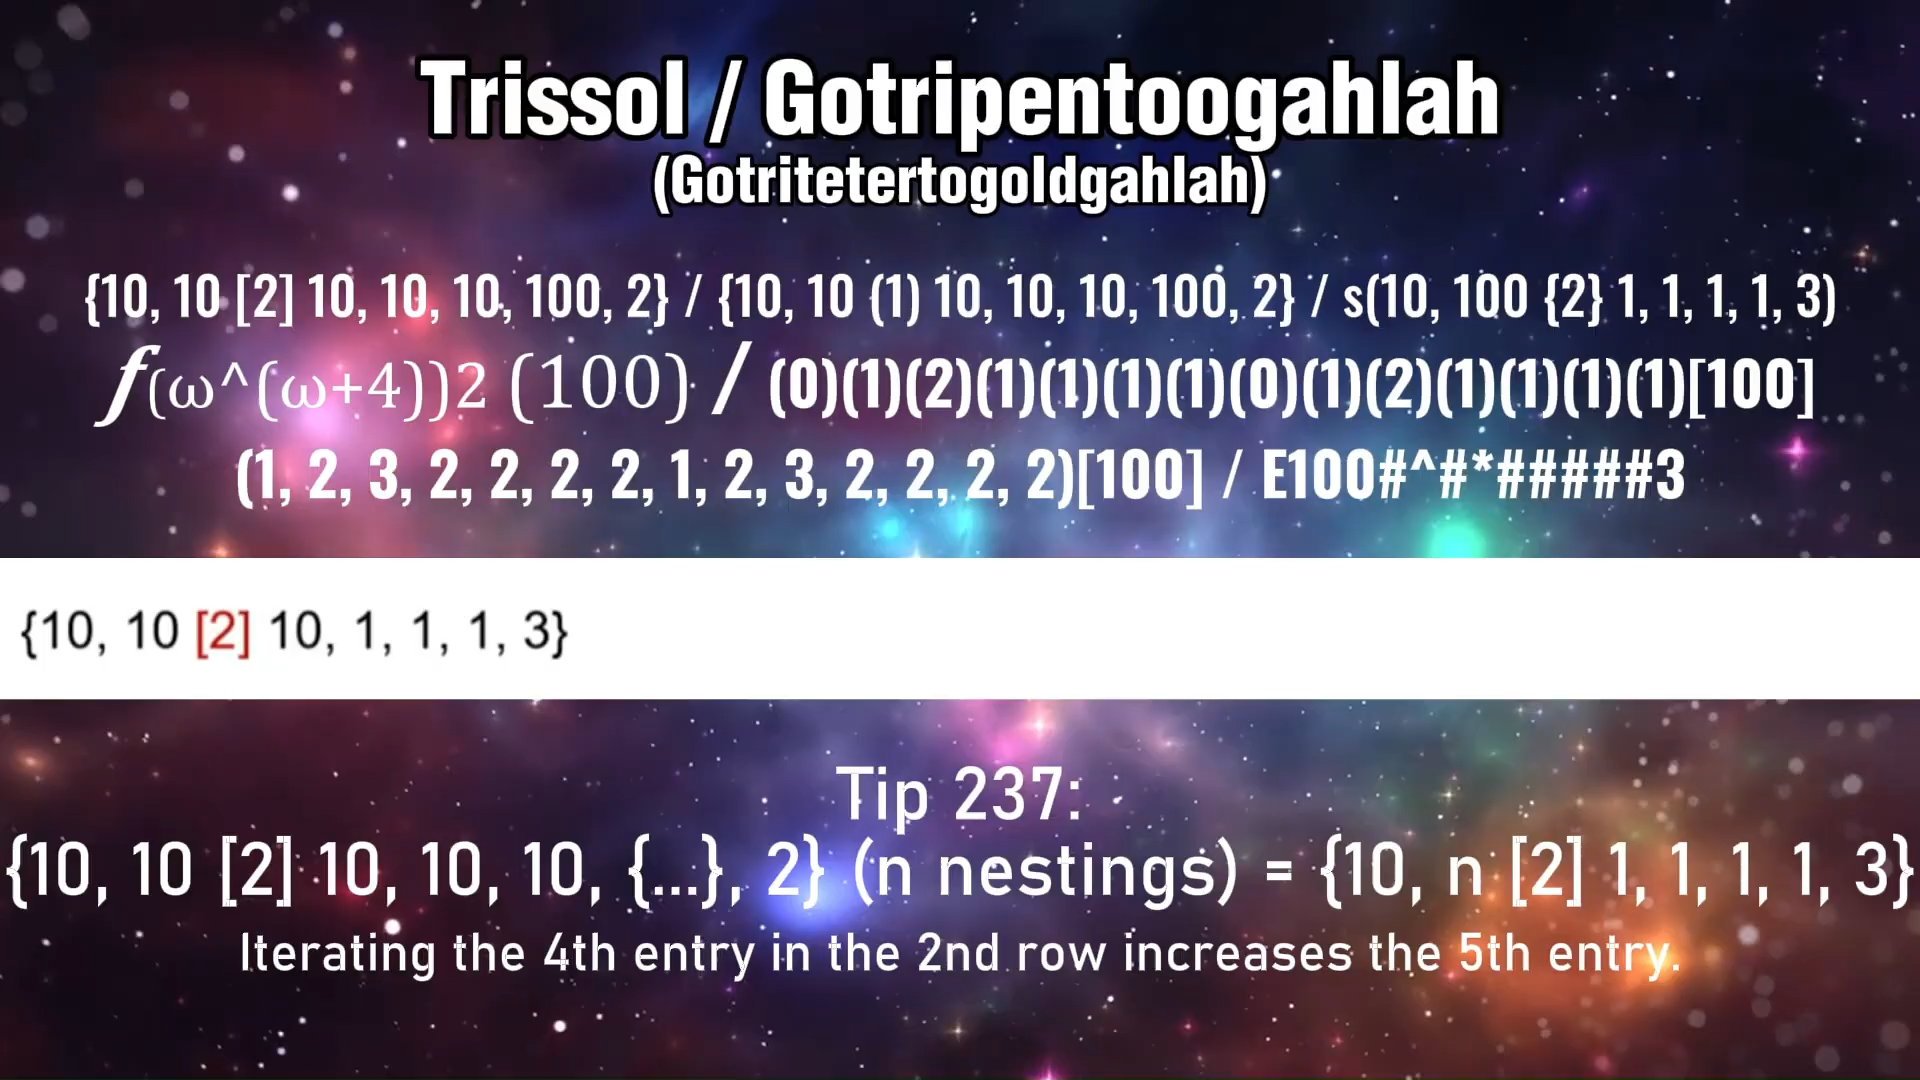 Trissol / Gotripentoogahlah
(Gotritetertogoldgahlah)
{10, 10 [2] 10, 10, 10, 100, 2} / {10, 10 (1) 10, 10, 10, 100, 2} / s(10, 100 {2} 1, 1, 1, 1, 3)
f(ω^(ω+4))2 (100) / (0)(1)(2)(1)(1)(1)(1)(0)(1)(2)(1)(1)(1)(1)[100]
(1, 2, 3, 2, 2, 2, 2, 1, 2, 3, 2, 2, 2, 2)[100] / E100#^#*#####3
{10, 10 [2] 10, 1, 1, 1, 3}
Tip 237:
{10, 10 [2] 10, 10, 10, {...}, 2} (n nestings) = {10, n [2] 1, 1, 1, 1, 3}
Iterating the 4th entry in the 2nd row increases the 5th entry.